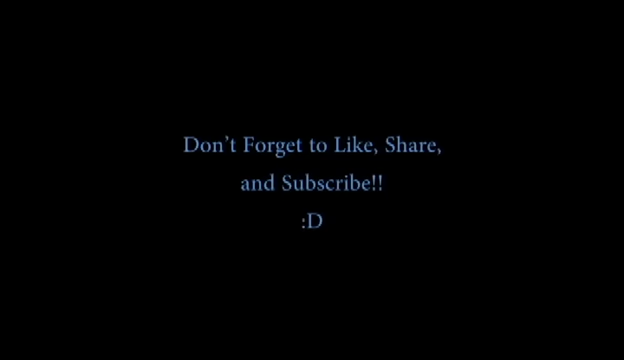 Don’t Forget to Like, Share,
and Subscribe!!
:D